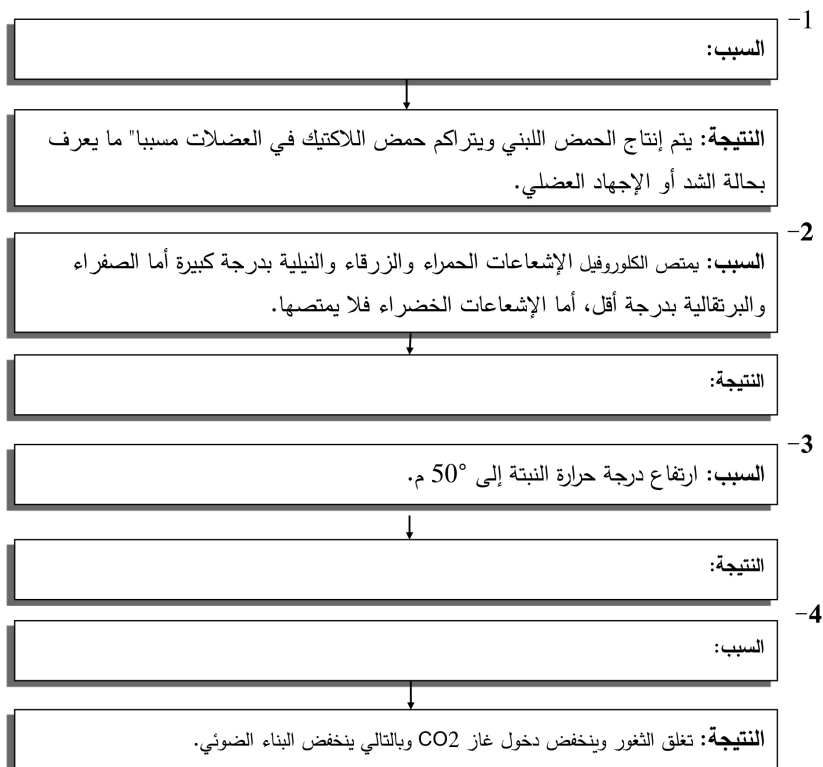 1-
السبب:
النتيجة: يتم إنتاج الحمض اللبني ويتراكم حمض اللاكتيك في العضلات مسببا" ما يعرف
بحالة الشد أو الإجهاد العضلي.
2-
السبب: يمتص الكلوروفيل الإشعاعات الحمراء والزرقاء والنيلية بدرجة كبيرة أما الصفراء
والبرتقالية بدرجة أقل، أما الإشعاعات الخضراء فلا يمتصها.
النتيجة:
3-
السبب: ارتفاع درجة حرارة النبتة إلى 50° م.
النتيجة:
4-
السبب:
النتيجة: تغلق الثغور وينخفض دخول غاز CO2 وبالتالي ينخفض البناء الضوئي.